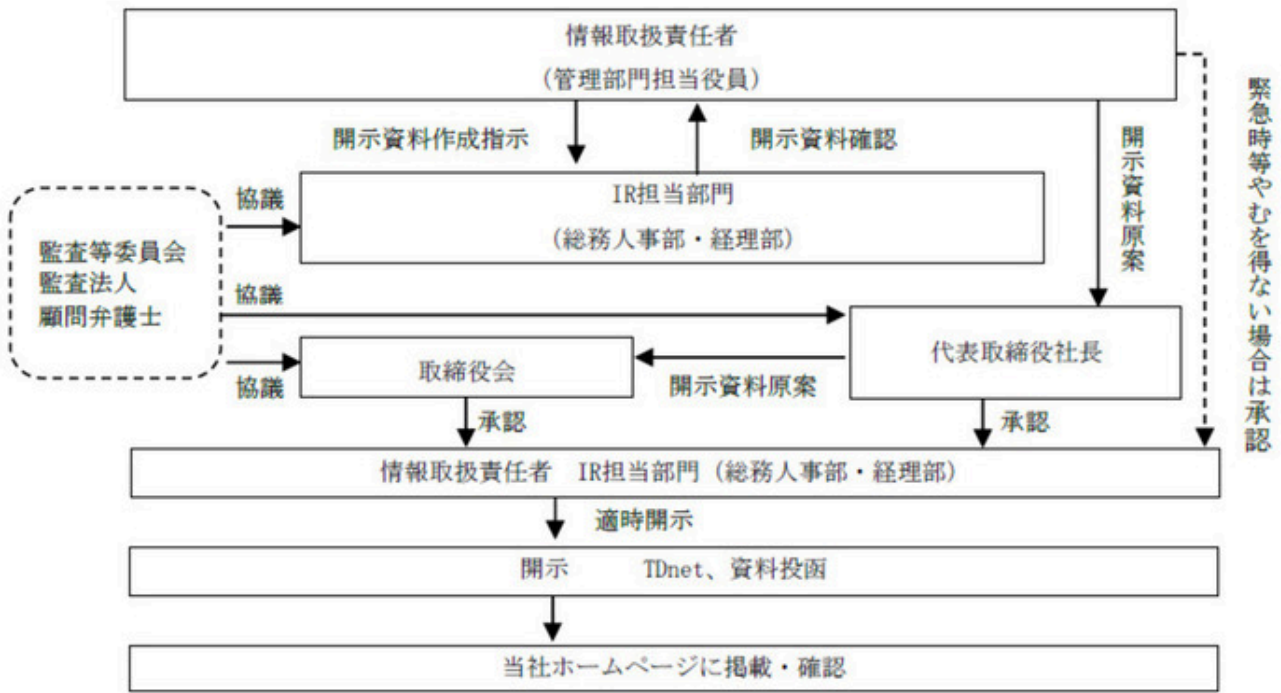 情報取扱責任者
(管理部門担当役員)
開示資料作成指示
開示資料確認
開示資料原案
緊急時等やむを得ない場合は承認
協議
IR担当部門
(総務人事部・経理部)
監査等委員会
監査法人
顧問弁護士
協議
代表取締役社長
協議
取締役会
開示資料原案
承認
承認
情報取扱責任者 IR担当部門(総務人事部・経理部)
適時開示
開示 TDnet、資料投函
当社ホームページに掲載・確認